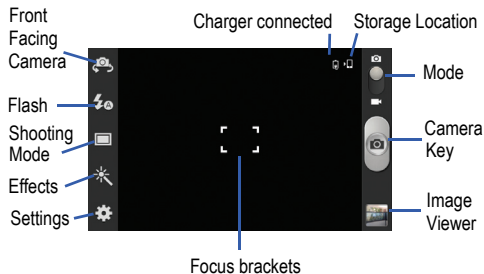 Front
Facing
Camera
Charger connected
Storage Location
Flash
Shooting
Mode
Effects
Settings
Mode
Camera
Key
Image
Viewer
Focus brackets